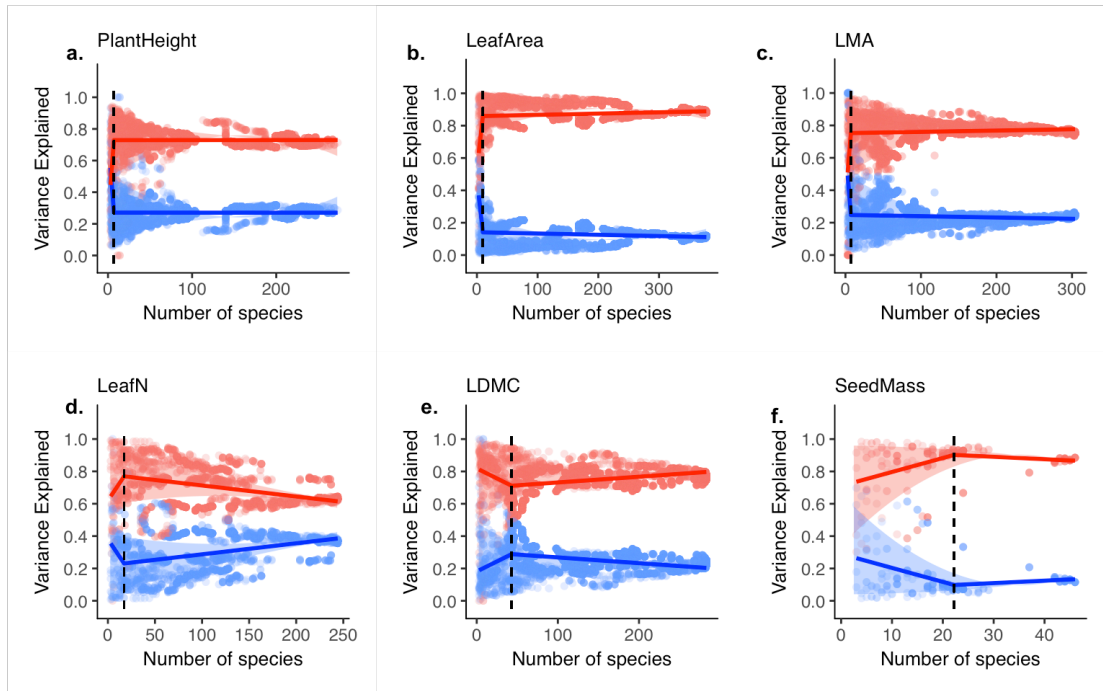 a. PlantHeight
Variance Explained
1.0
0.8
0.6
0.4
0.2
0.0
0 100 200
Number of species
b. LeafArea
Variance Explained
1.0
0.8
0.6
0.4
0.2
0.0
0 100 200 300
Number of species
c. LMA
Variance Explained
1.0
0.8
0.6
0.4
0.2
0.0
0 100 200 300
Number of species
d. LeafN
Variance Explained
1.0
0.8
0.6
0.4
0.2
0.0
0 50 100 150 200 250
Number of species
e. LDMC
Variance Explained
1.0
0.8
0.6
0.4
0.2
0.0
0 100 200
Number of species
f. SeedMass
Variance Explained
1.0
0.8
0.6
0.4
0.2
0.0
0 10 20 30 40
Number of species